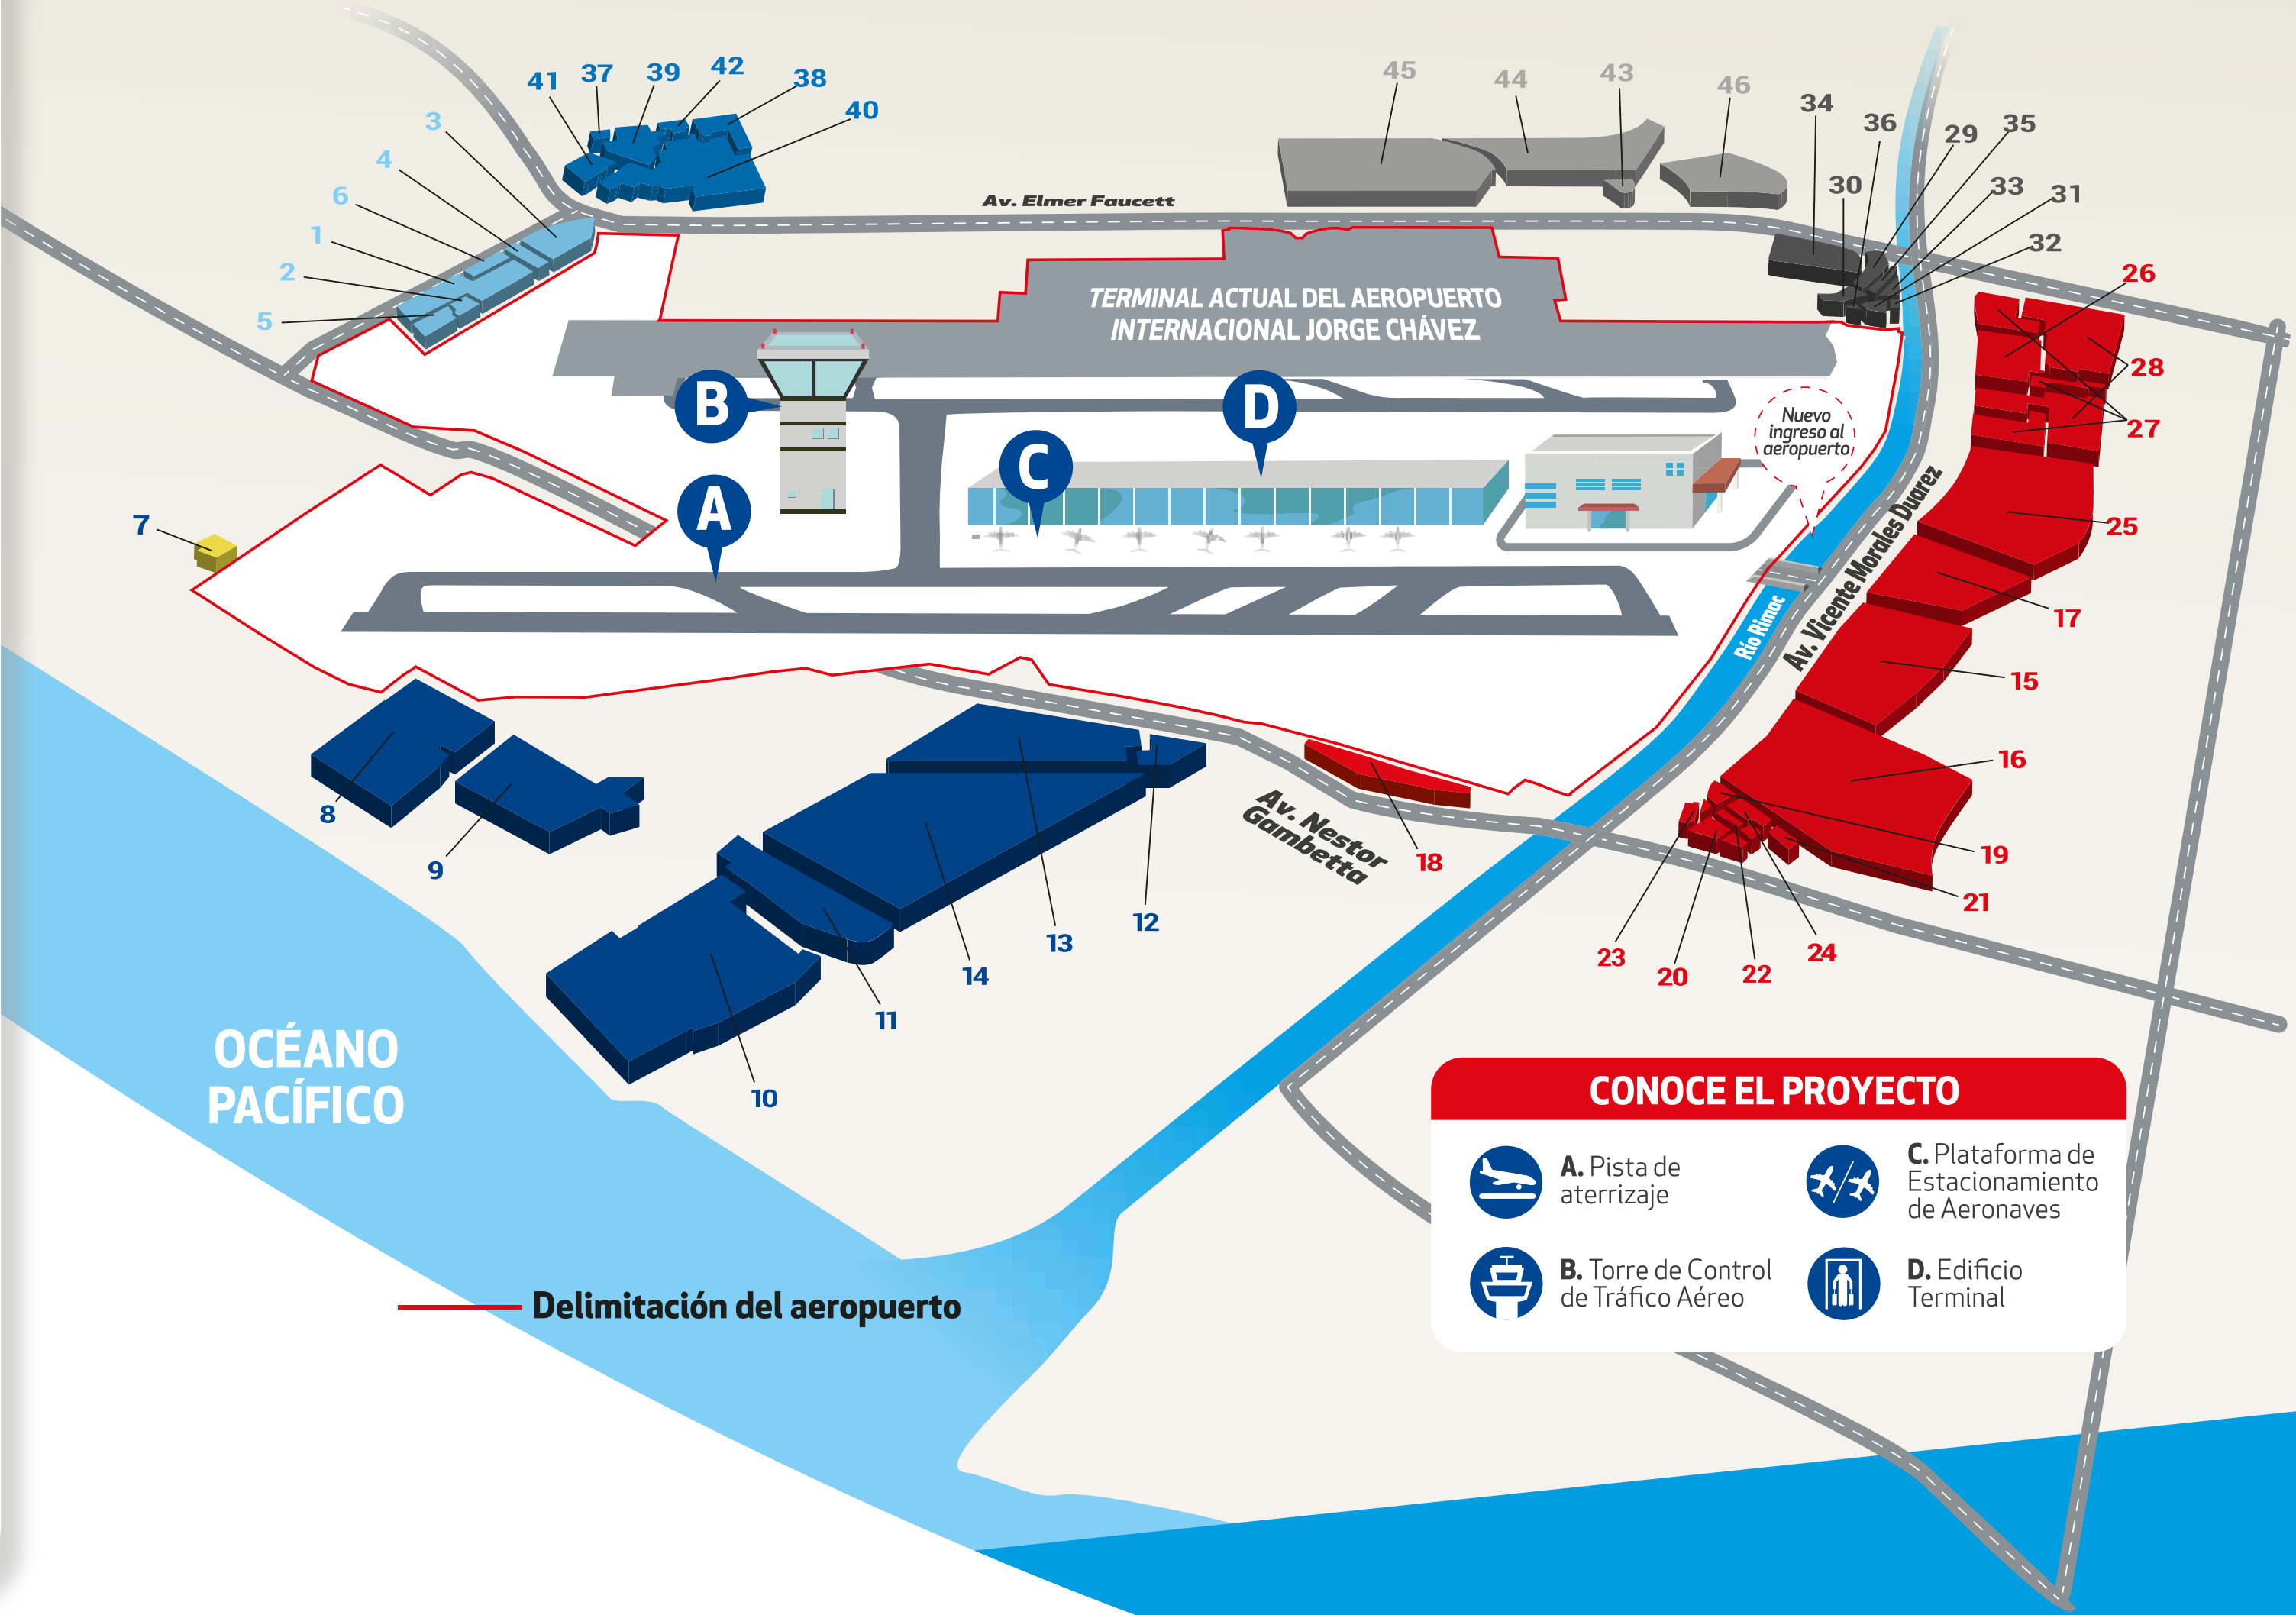 41
37
39
42
38
40
3
4
6
1
2
5
45
44
43
46
34
36
29
35
30
33
31
32
Av. Elmer Faucett
26
28
27
25
17
15
16
19
21
24
22
20
23
TERMINAL ACTUAL DEL AEROPUERTO
INTERNACIONAL JORGE CHÁVEZ
B
D
C
A
Nuevo
ingreso al
aeropuerto
Río Rimac
Av. Vicente Morales Duarez
7
8
9
10
11
14
13
12
Av. Nestor
Gambetta
18
OCÉANO
PACÍFICO
Delimitación del aeropuerto
CONOCE EL PROYECTO
A. Pista de
aterrizaje
B. Torre de Control
de Tráfico Aéreo
C. Plataforma de
Estacionamiento
de Aeronaves
D. Edificio
Terminal